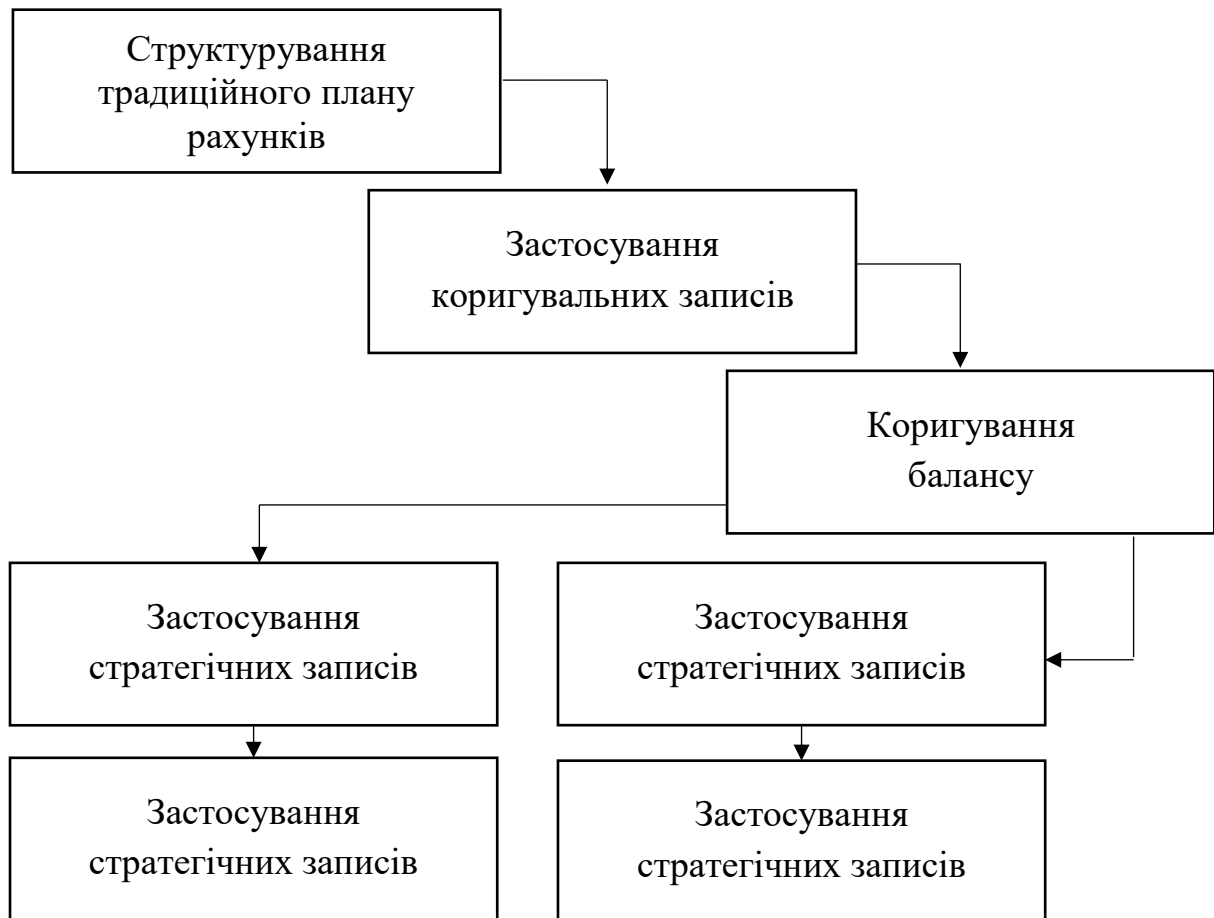 Структурування
традиційного плану
рахунків
Застосування
коригувальних записів
Коригування
балансу
Застосування
стратегічних записів
Застосування
стратегічних записів
Застосування
стратегічних записів
Застосування
стратегічних записів